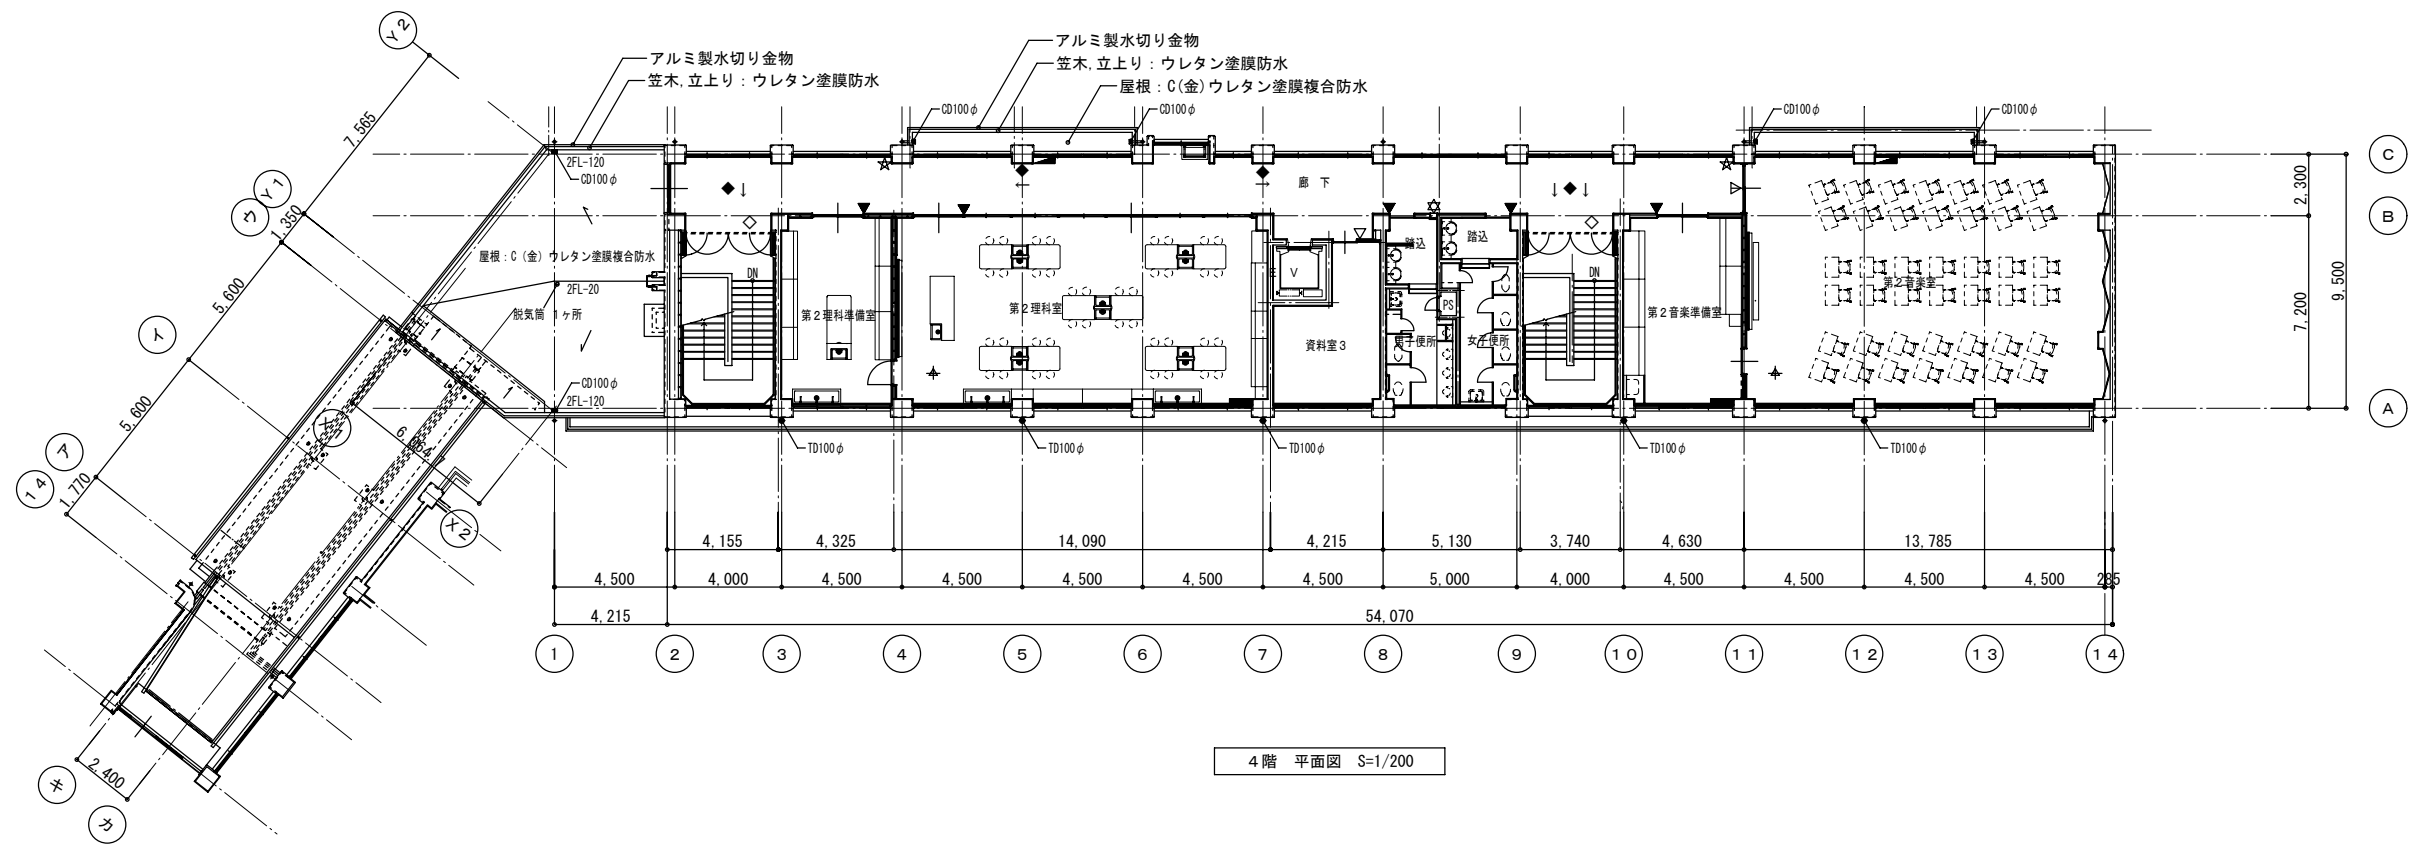 Y2
アルミ製水切り金物
笠木,立上り：ウレタン塗膜防水
アルミ製水切り金物
笠木,立上り：ウレタン塗膜防水
屋根：C(金)ウレタン塗膜複合防水
CD100φ
CD100φ
CD100φ
CD100φ
7,565
2FL-120
CD100φ
C
Y1
ウ
1,350
廊 下
2,300
B
屋根：C(金)ウレタン塗膜複合防水
踏込
踏込
5,600
2FL-20
脱気筒 1ヶ所
DN
第2理科準備室
第2理科室
E
V
資料室3
PS
男子便所
女子便所
DN
第2音楽準備室
第2音楽室
7,200
9,500
イ
CD100φ
2FL-120
A
5,600
X1
6,064
ア
14
1,770
X2
TD100φ
TD100φ
TD100φ
TD100φ
TD100φ
4,155
4,325
14,090
4,215
5,130
3,740
4,630
13,785
4,500
4,000
4,500
4,500
4,500
4,500
4,500
5,000
4,000
4,500
4,500
4,500
4,500
285
4,215
54,070
1
2
3
4
5
6
7
8
9
10
11
12
13
14
2,400
キ
カ
4階 平面図 S=1/200